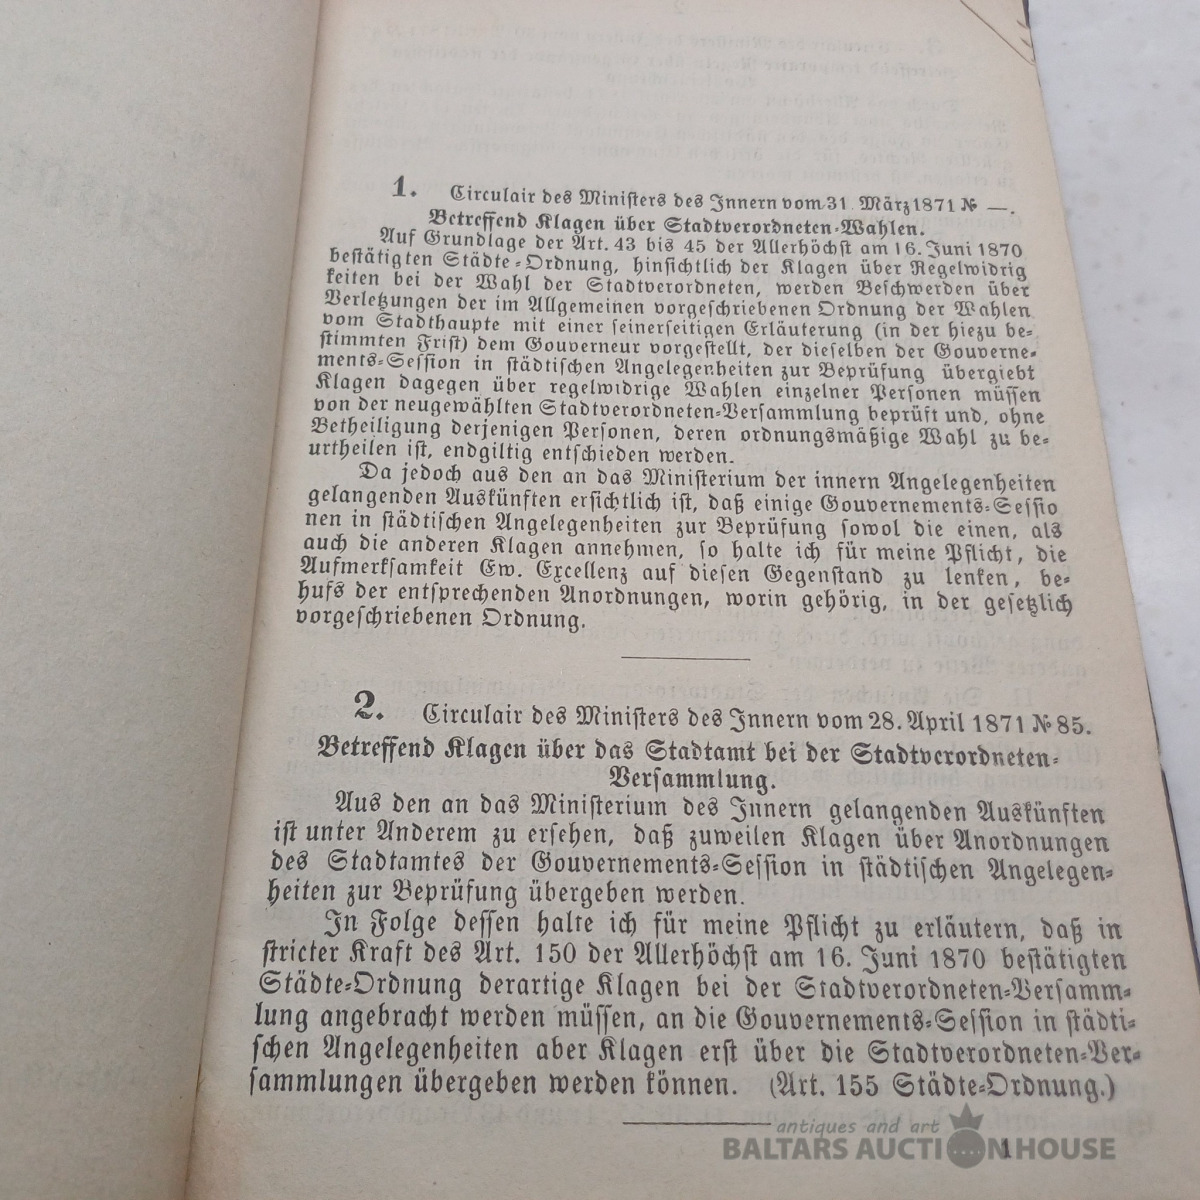 1. Circulair des Ministers des Innern vom 31. März 1871 № —.
Betreffend Klagen über Stadtverordneten-Wahlen.
Auf Grundlage der Art. 43 bis 45 der Allerhöchst am 16. Juni 1870
bestätigten Städte-Ordnung, hinsichtlich der Klagen über Regelwidrig
keiten bei der Wahl der Stadtverordneten, werden Beschwerden über
Verletzungen der im Allgemeinen vorgeschriebenen Ordnung der Wahlen
vom Stadthaupte mit einer seinerseitigen Erläuterung (in der hiezu be-
stimmten Frist) dem Gouverneur vorgestellt, der dieselben der Gouverne-
ments-Session in städtischen Angelegenheiten zur Beprüfung übergiebt
Klagen dagegen über regelwidrige Wahlen einzelner Personen müssen
von der neugewählten Stadtverordneten-Versammlung beprüft und, ohne
Betheiligung derjenigen Personen, deren ordnungsmäßige Wahl zu be-
urtheilen ist, endgiltig entschieden werden.
Da jedoch aus den an das Ministerium der innern Angelegenheiten
gelangenden Auskünften ersichtlich ist, daß einige Gouvernements-Sessio
nen in städtischen Angelegenheiten zur Beprüfung sowol die einen, als
auch die anderen Klagen annehmen, so halte ich für meine Pflicht, die
Aufmerksamkeit Ew. Excellenz auf diesen Gegenstand zu lenken, be-
hufs der entsprechenden Anordnungen, worin gehörig, in der gesetzlich
vorgeschriebenen Ordnung.
2. Circulair des Ministers des Innern vom 28. April 1871 № 85.
Betreffend Klagen über das Stadtamt bei der Stadtverordneten-
Versammlung.
Aus den an das Ministerium des Innern gelangenden Auskünften
ist unter Anderem zu ersehen, daß zuweilen Klagen über Anordnungen
des Stadtamtes der Gouvernements-Session in städtischen Angelegen-
heiten zur Beprüfung übergeben werden.
In Folge dessen halte ich für meine Pflicht zu erläutern, daß in
stricter Kraft des Art. 150 der Allerhöchst am 16. Juni 1870 bestätigten
Städte-Ordnung derartige Klagen bei der Stadtverordneten-Versamm-
lung angebracht werden müssen, an die Gouvernements-Session in städti-
schen Angelegenheiten aber Klagen erst über die Stadtverordneten-Ver-
sammlungen übergeben werden können. (Art. 155 Städte-Ordnung.)
1
antiques and art
BALTARS AUCTION HOUSE